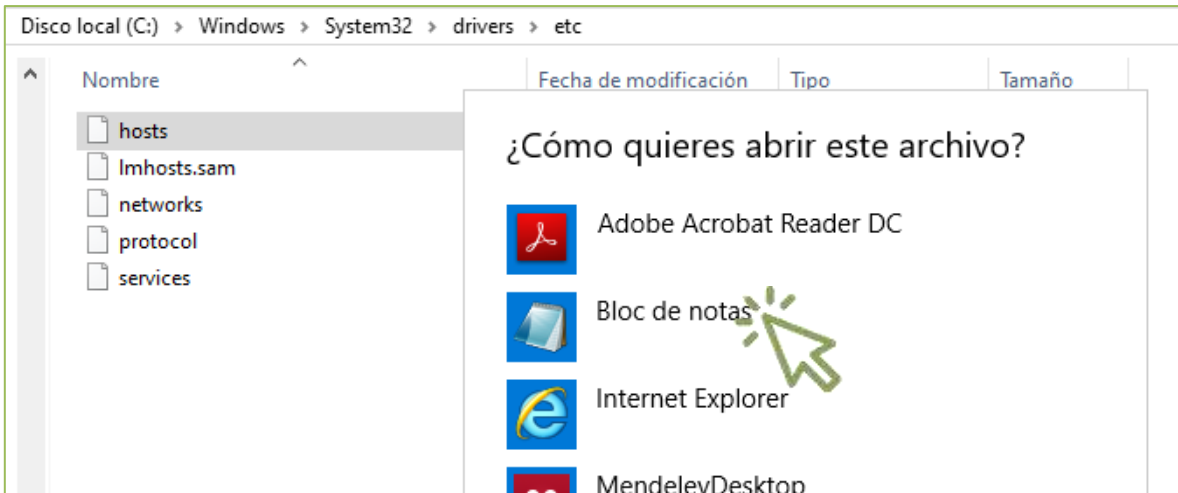 Disco local (C:) > Windows > System32 > drivers > etc
Nombre Fecha de modificación Tipo Tamaño
hosts
lmhosts.sam
networks
protocol
services
¿Cómo quieres abrir este archivo?
Adobe Acrobat Reader DC
Bloc de notas
Internet Explorer
MendeleyDesktop